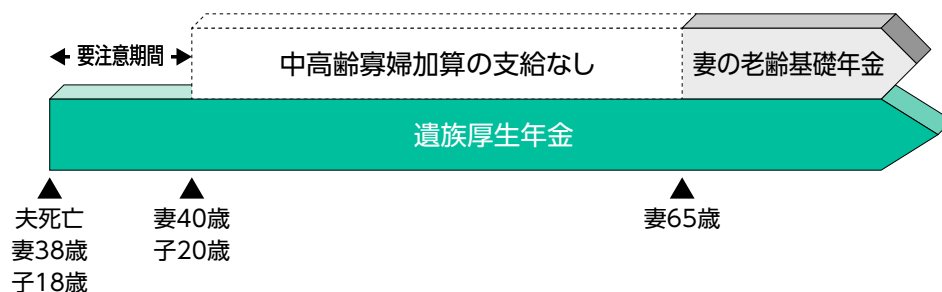 要注意期間
中高齢寡婦加算の支給なし
妻の老齢基礎年金
遺族厚生年金
夫死亡
妻38歳
子18歳
妻40歳
子20歳
妻65歳